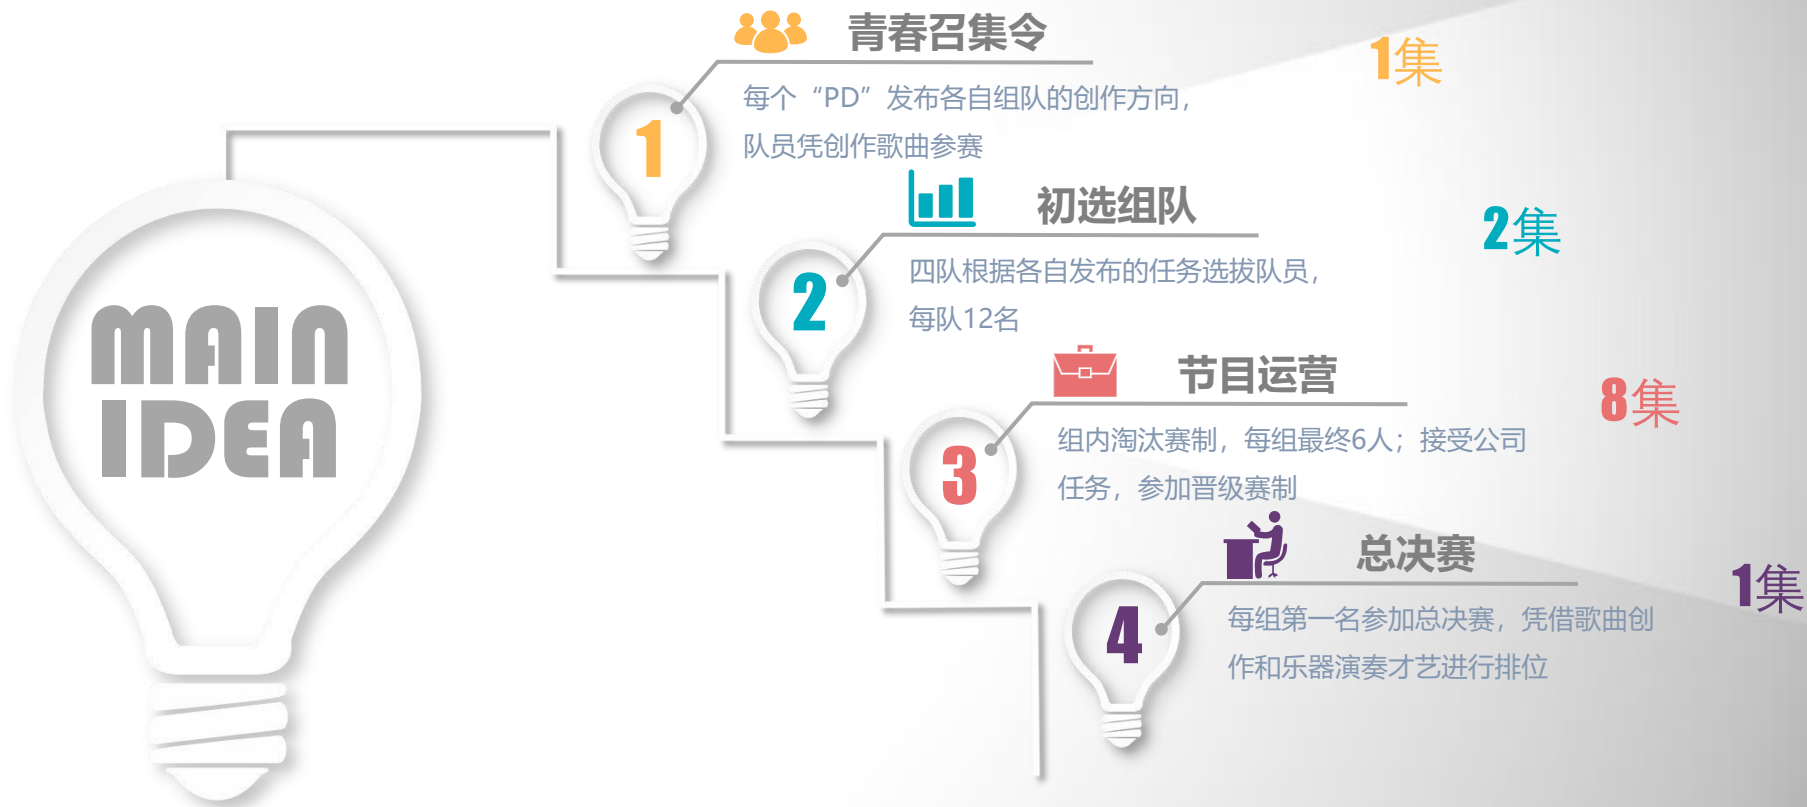 MAIN
IDEA
1
青春召集令
1集
每个“PD”发布各自组队的创作方向，
队员凭创作歌曲参赛
2
初选组队
2集
四队根据各自发布的任务选拔队员，
每队12名
3
节目运营
8集
组内淘汰赛制，每组最终6人；接受公司
任务，参加晋级赛制
4
总决赛
1集
每组第一名参加总决赛，凭借歌曲创
作和乐器演奏才艺进行排位